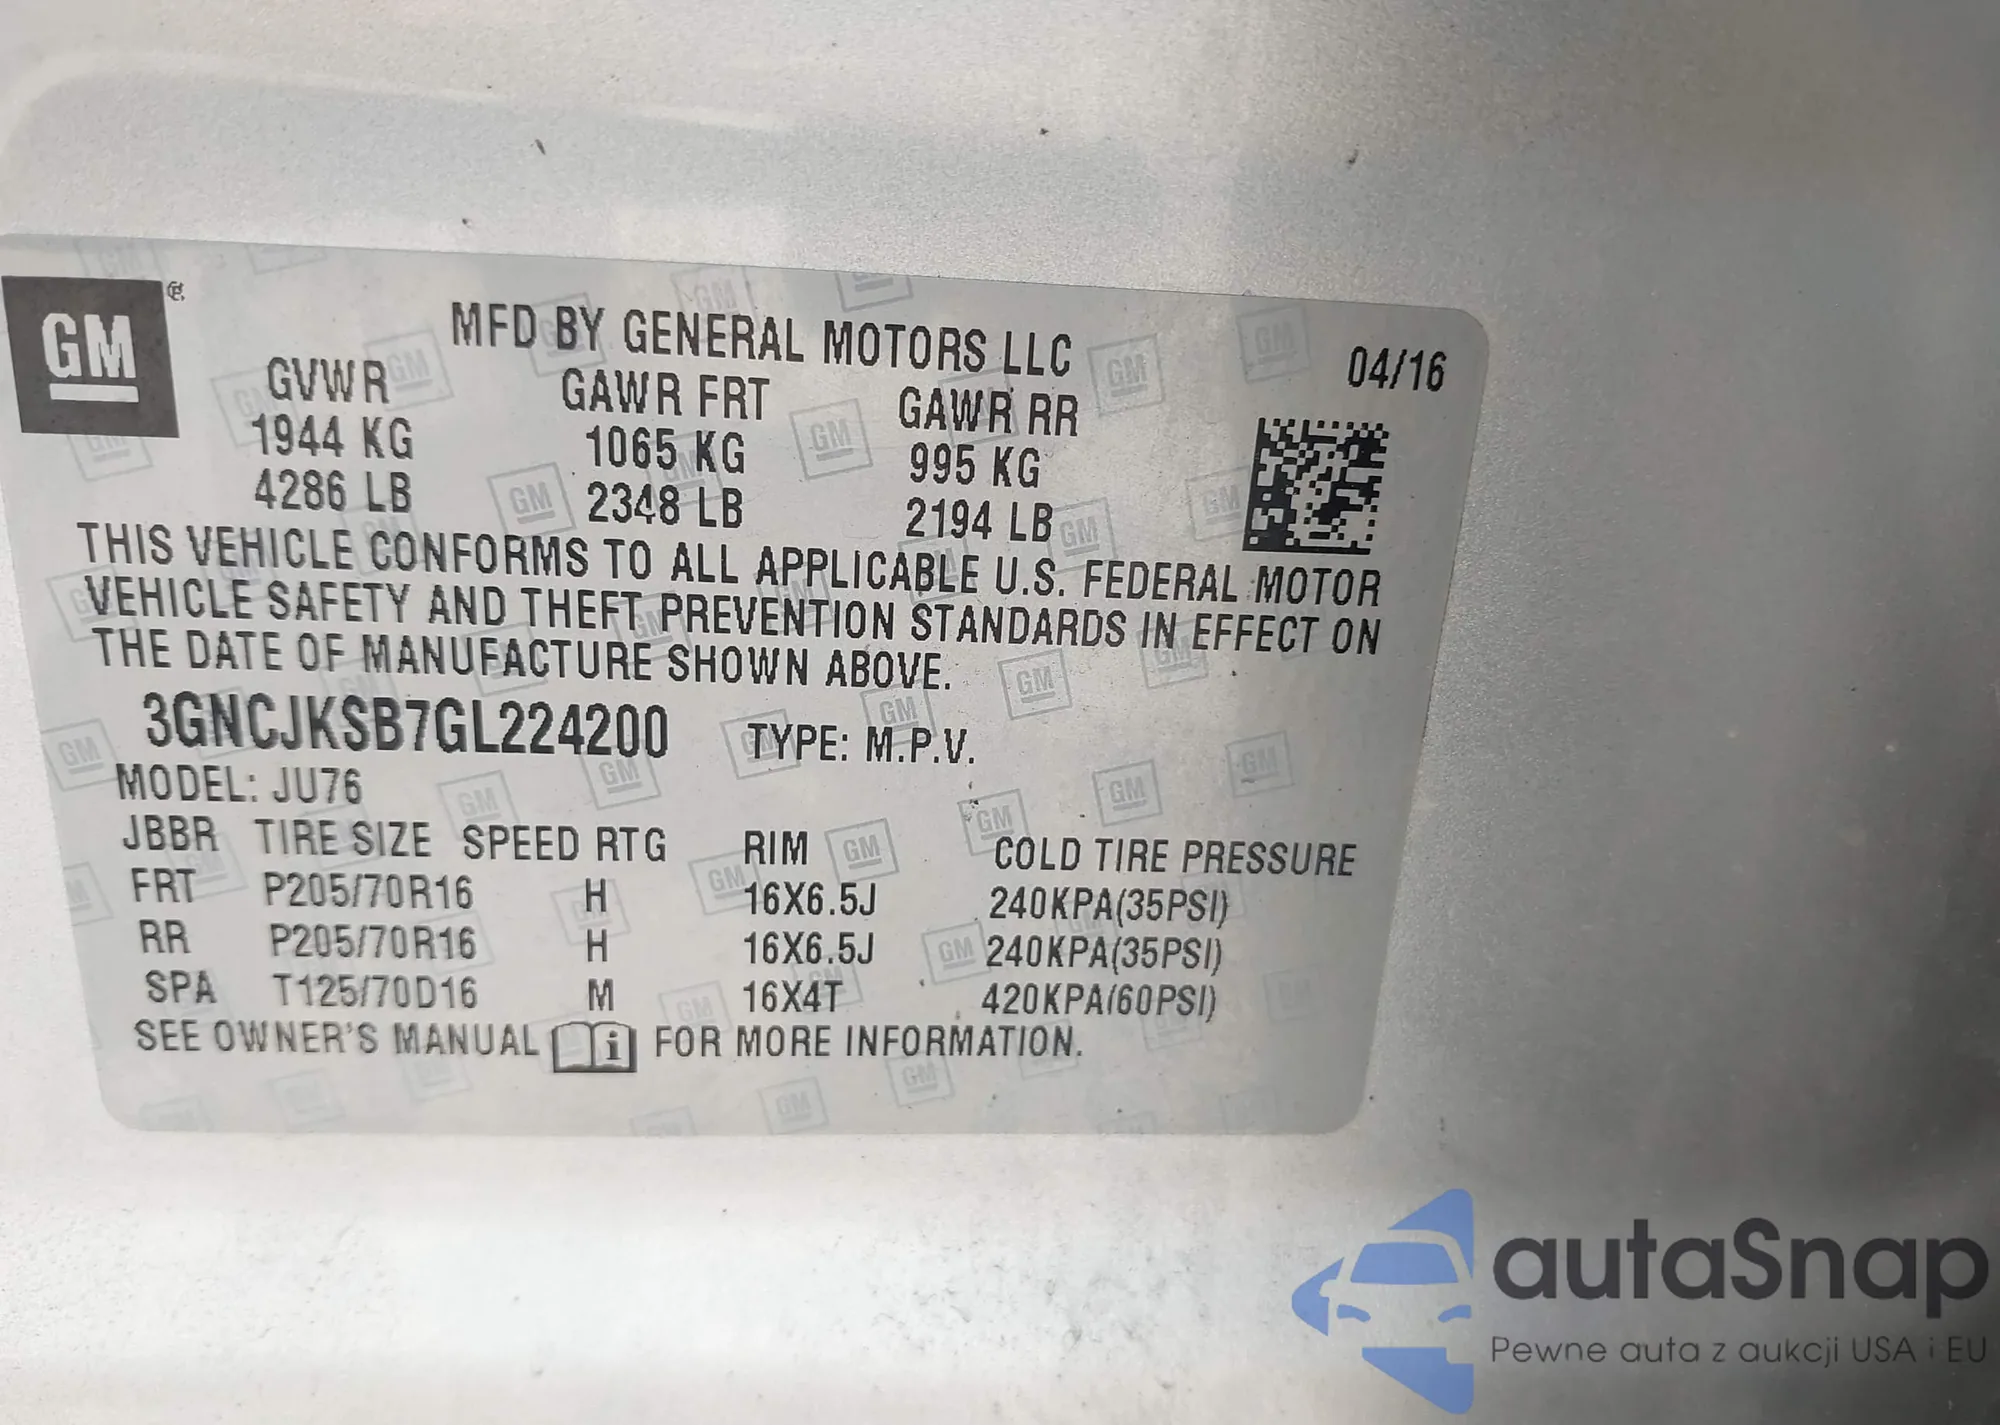 GM
MFD BY GENERAL MOTORS LLC
04/16
GVWR GAWR FRT GAWR RR
1944 KG 1065 KG 995 KG
4286 LB 2348 LB 2194 LB
THIS VEHICLE CONFORMS TO ALL APPLICABLE U.S. FEDERAL MOTOR
VEHICLE SAFETY AND THEFT PREVENTION STANDARDS IN EFFECT ON
THE DATE OF MANUFACTURE SHOWN ABOVE.
3GNCJKSB7GL224200 TYPE: M.P.V.
MODEL: JU76
JBBR TIRE SIZE SPEED RTG RIM COLD TIRE PRESSURE
FRT P205/70R16 H 16X6.5J 240KPA(35PSI)
RR P205/70R16 H 16X6.5J 240KPA(35PSI)
SPA T125/70D16 M 16X4T 420KPA(60PSI)
SEE OWNER'S MANUAL i FOR MORE INFORMATION.
autaSnap
Pewne auta z aukcji USA i EU